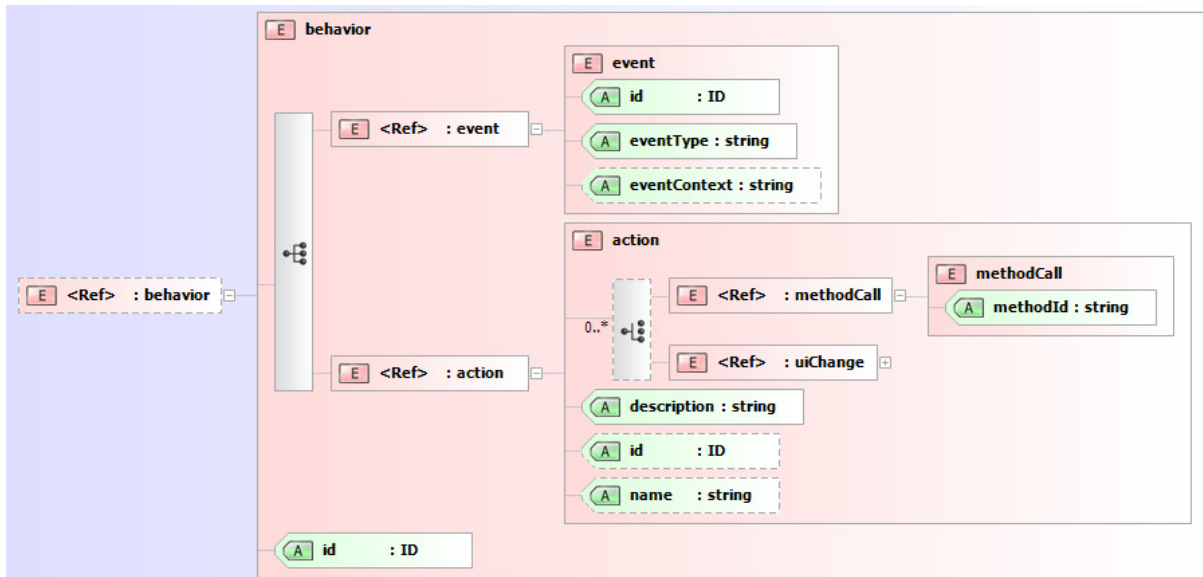 E behavior
E event
A id : ID
E <Ref> : event
A eventType : string
A eventContext : string
E action
E methodCall
E <Ref> : behavior
E <Ref> : methodCall
A methodId : string
0..*
E <Ref> : uiChange
E <Ref> : action
A description : string
A id : ID
A name : string
A id : ID